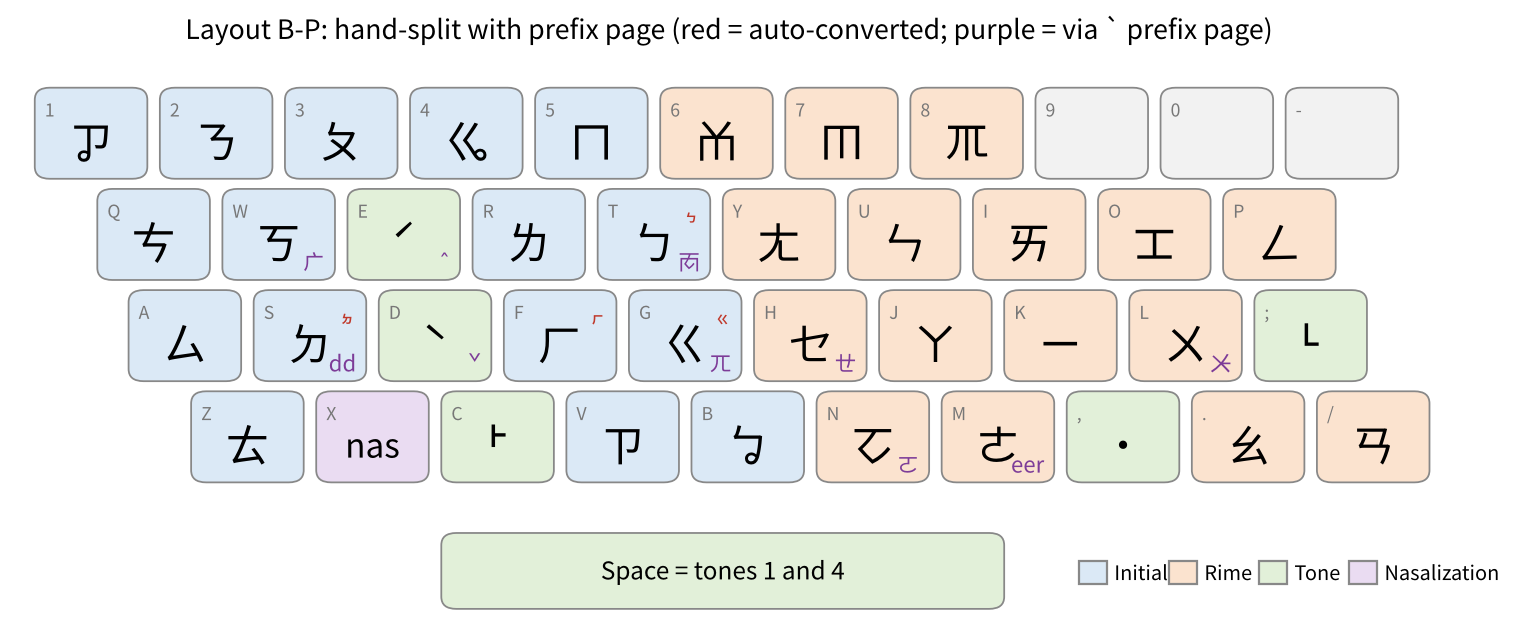 Layout B-P: hand-split with prefix page (red = auto-converted; purple = via ` prefix page)
1 ㆡ 2 ㄋ 3 ㄆ 4 ㆣ 5 ㄇ 6 ㆰ 7 ㆬ 8 ㆭ 9 0 -
Q ㄘ W ㄎ ㄬ E ˊ ˆ R ㄌ T ㄅ ㆴ ㆱ Y ㄤ U ㄣ I ㄞ O ㆲ P ㄥ
A ㄙ S ㄉ ㆵ dd D ˋ ˇ F ㄏ ㆷ G ㄍ ㆻ ㄫ H ㆤ ㄝ J ㄚ K ㄧ L ㄨ ㆨ ; ˪
Z ㄊ X nas C ˫ V ㄗ B ㆠ N ㆦ ㄛ M ㄜ eer , ˙ . ㄠ / ㄢ
Space = tones 1 and 4
Initial Rime Tone Nasalization